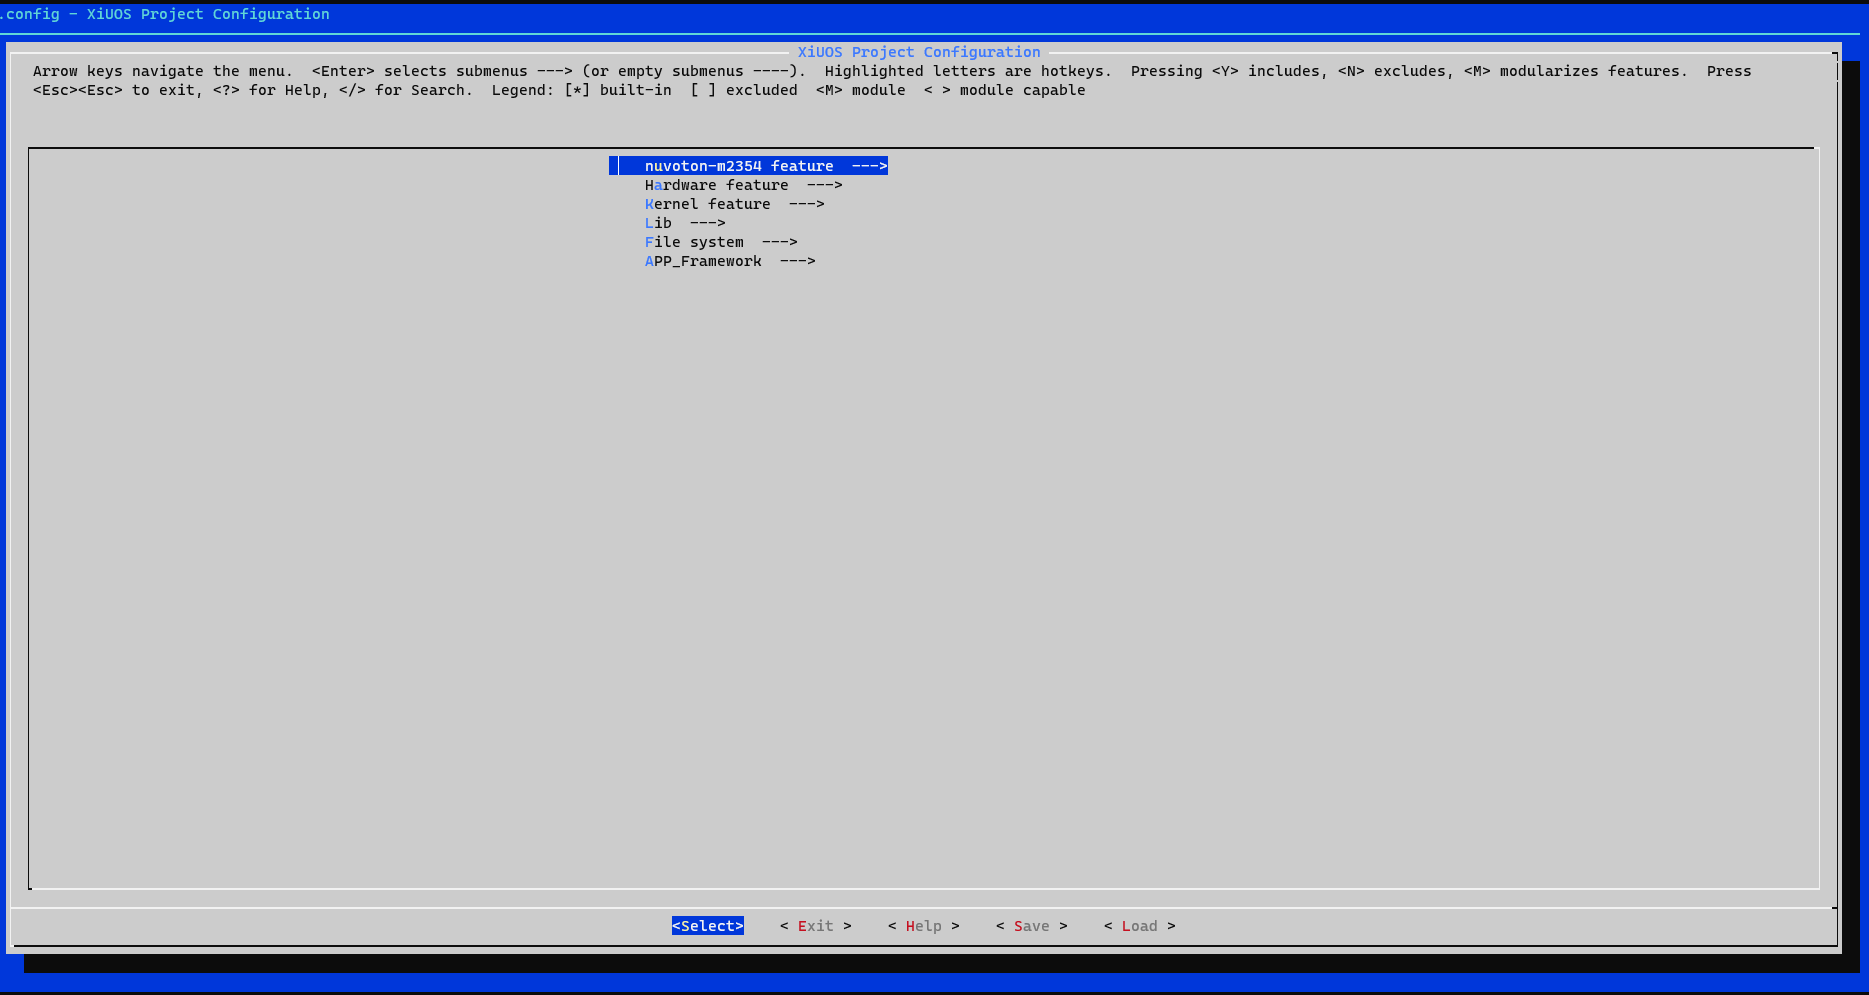 .config - XiUOS Project Configuration
XiUOS Project Configuration
Arrow keys navigate the menu.  <Enter> selects submenus ---> (or empty submenus ----).  Highlighted letters are hotkeys.  Pressing <Y> includes, <N> excludes, <M> modularizes features.  Press
<Esc><Esc> to exit, <?> for Help, </> for Search.  Legend: [*] built-in  [ ] excluded  <M> module  < > module capable
nuvoton-m2354 feature  --->
Hardware feature  --->
Kernel feature  --->
Lib  --->
File system  --->
APP_Framework  --->
<Select>    < Exit >    < Help >    < Save >    < Load >